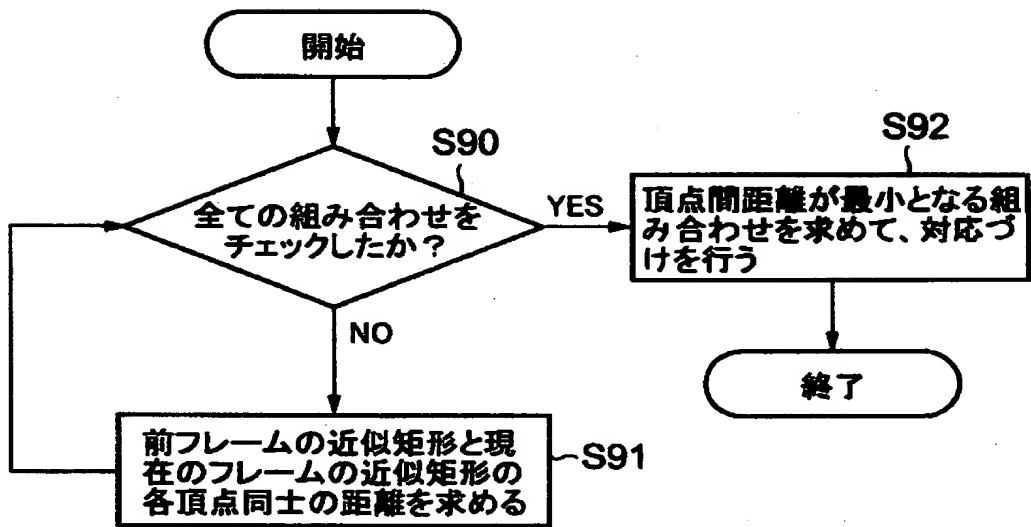 開始
S90
全ての組み合わせを
チェックしたか？
YES
NO
S92
頂点間距離が最小となる組
み合わせを求めて、対応づ
けを行う
終了
前フレームの近似矩形と現
在のフレームの近似矩形の
各頂点同士の距離を求める
S91